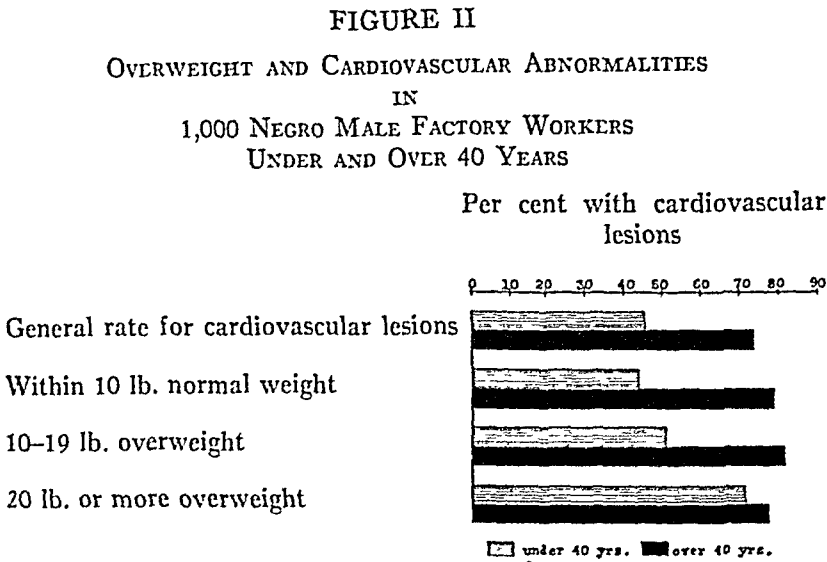 FIGURE II
OVERWEIGHT AND CARDIOVASCULAR ABNORMALITIES
IN
1,000 NEGRO MALE FACTORY WORKERS
UNDER AND OVER 40 YEARS
Per cent with cardiovascular
lesions
0 10 20 30 40 50 60 70 80 90
General rate for cardiovascular lesions
Within 10 lb. normal weight
10–19 lb. overweight
20 lb. or more overweight
under 40 yrs. over 40 yrs.